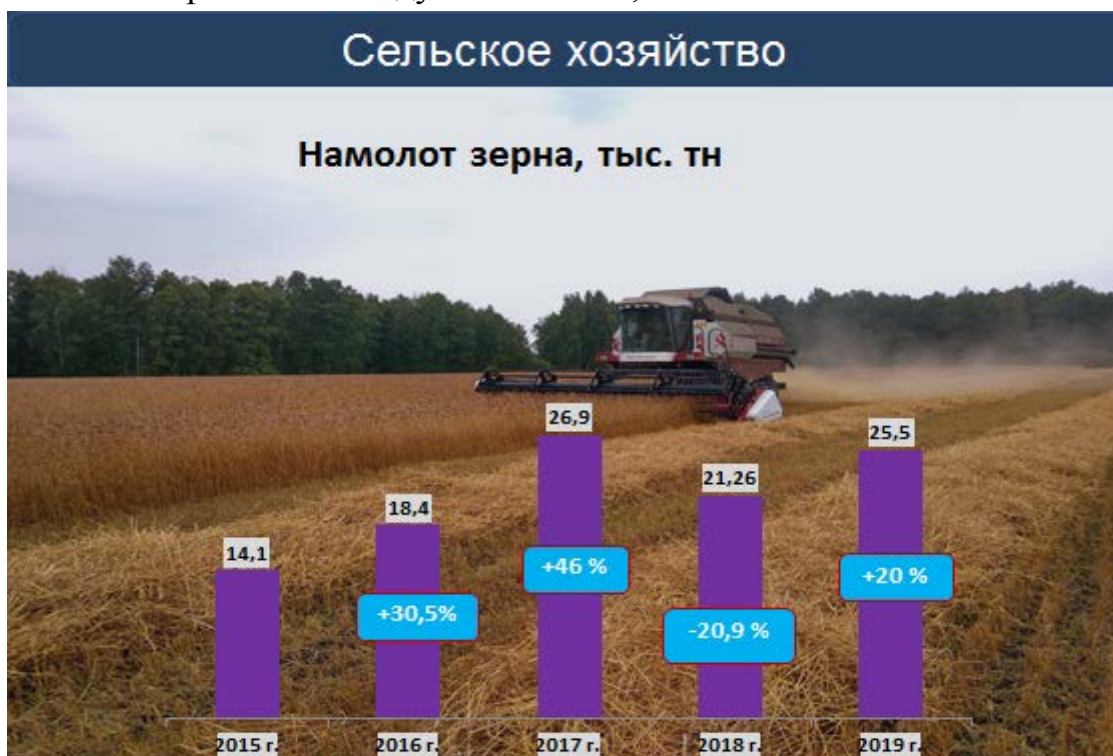 Сельское хозяйство
Намолот зерна, тыс. тн
26,9
25,5
21,26
18,4
14,1
+46 %
+20 %
+30,5%
-20,9 %
2015 г.
2016 г.
2017 г.
2018 г.
2019 г.